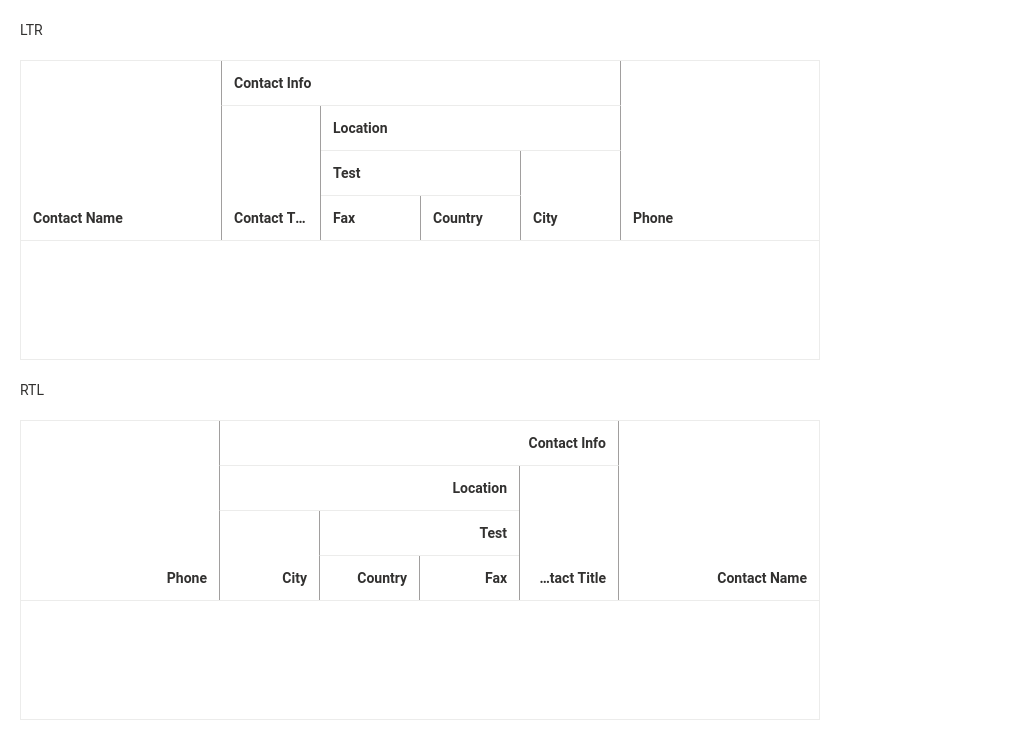 LTR
Contact Info
Location
Test
Contact Name Contact T... Fax Country City Phone
RTL
Contact Info
Location
Test
Phone City Country Fax ...tact Title Contact Name